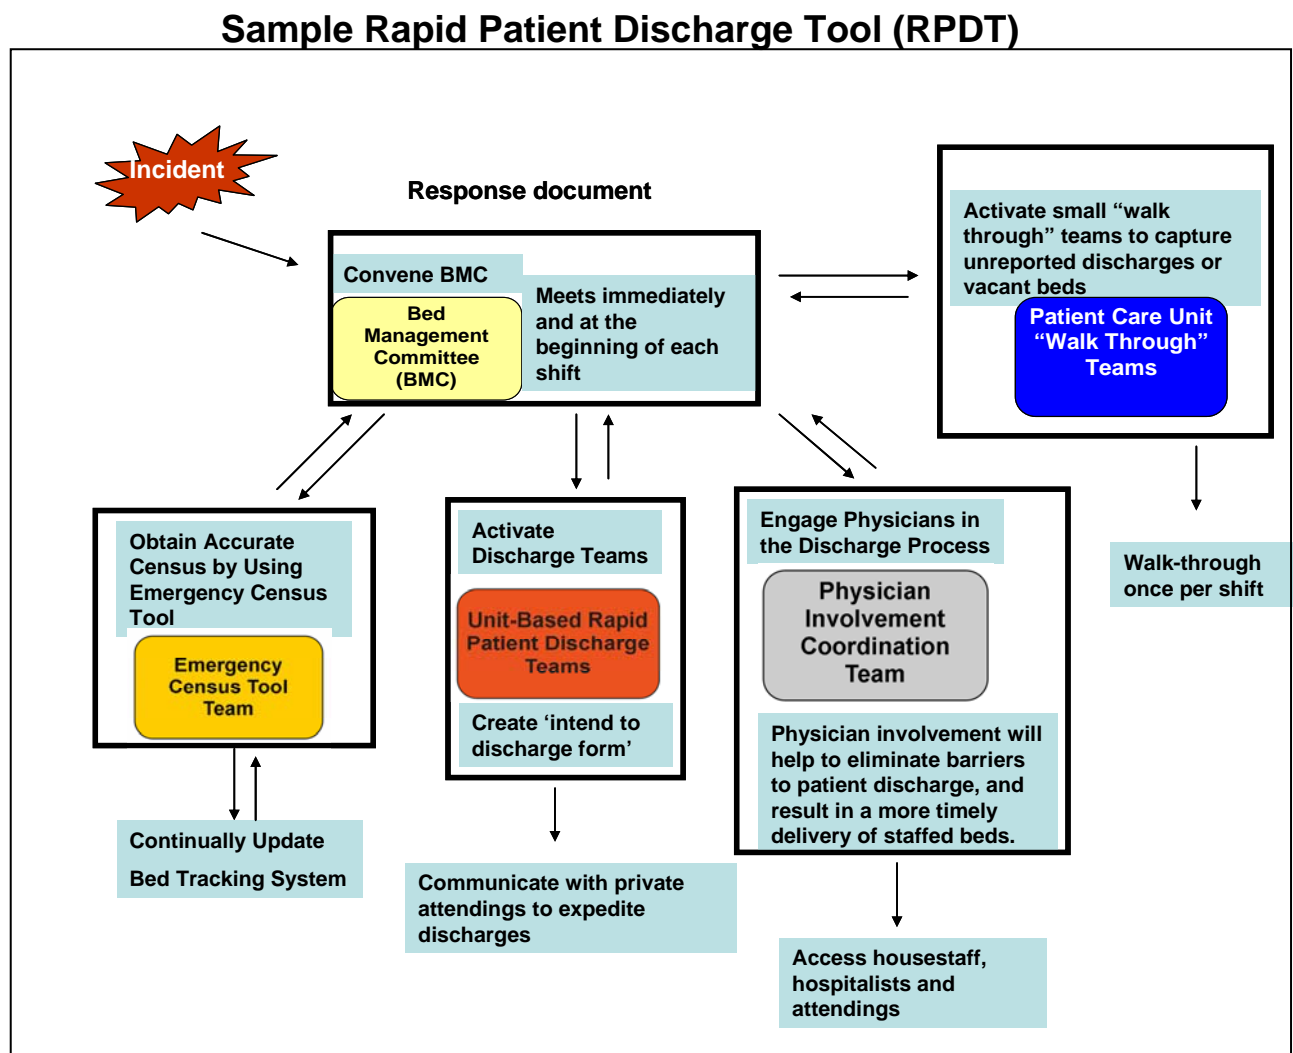 Sample Rapid Patient Discharge Tool (RPDT)
Incident
Response document
Convene BMC
Bed
Management
Committee
(BMC)
Meets immediately
and at the
beginning of each
shift
Activate small “walk
through” teams to capture
unreported discharges or
vacant beds
Patient Care Unit
“Walk Through”
Teams
Walk-through
once per shift
Obtain Accurate
Census by Using
Emergency Census
Tool
Emergency
Census Tool
Team
Continually Update
Bed Tracking System
Activate
Discharge Teams
Unit-Based Rapid
Patient Discharge
Teams
Create ‘intend to
discharge form’
Communicate with private
attendings to expedite
discharges
Engage Physicians in
the Discharge Process
Physician
Involvement
Coordination
Team
Physician involvement will
help to eliminate barriers
to patient discharge, and
result in a more timely
delivery of staffed beds.
Access housestaff,
hospitalists and
attendings